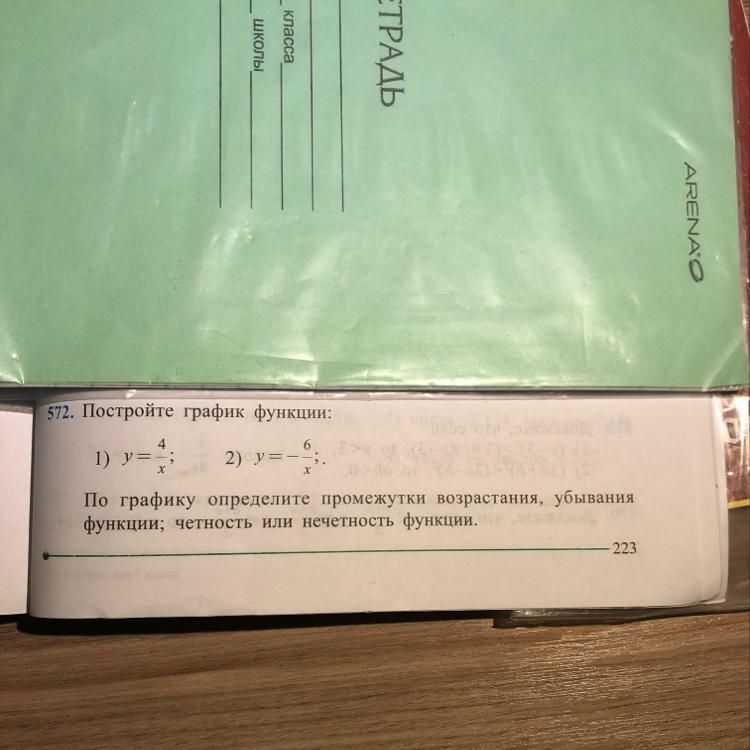 ЕТРАДЬ
класса
школы
ARENA
572. Постройте график функции:
1) y = 4/x; 2) y = − 6/x;.
По графику определите промежутки возрастания, убывания
функции; четность или нечетность функции.
223